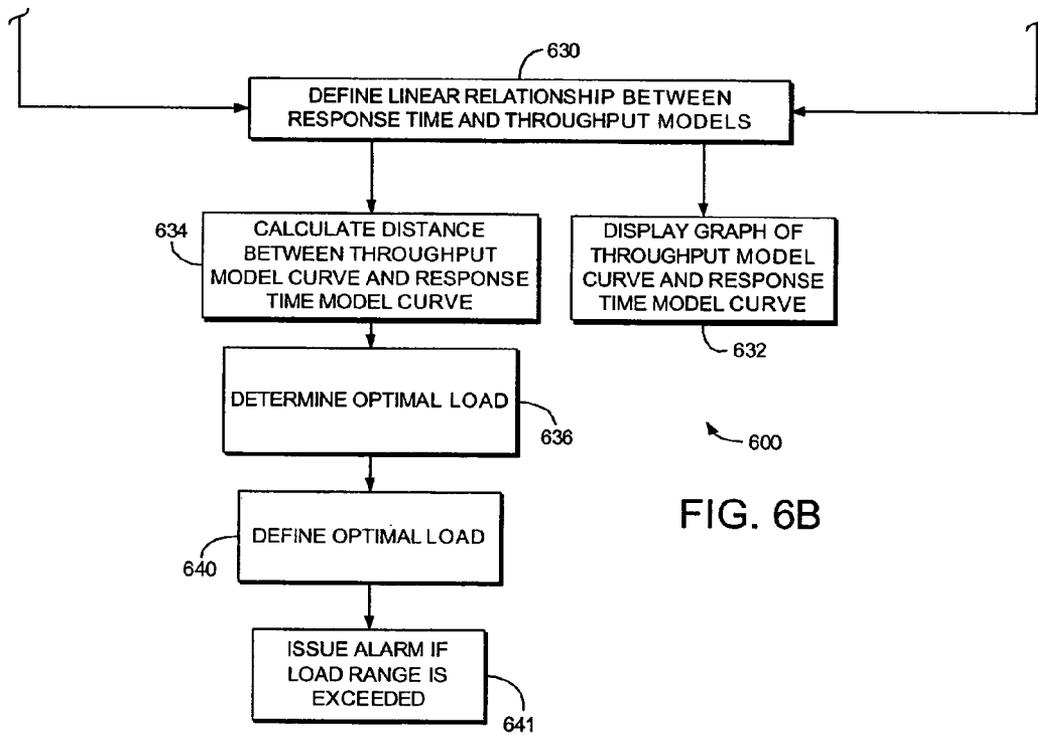 630
DEFINE LINEAR RELATIONSHIP BETWEEN
RESPONSE TIME AND THROUGHPUT MODELS
634
CALCULATE DISTANCE
BETWEEN THROUGHPUT
MODEL CURVE AND RESPONSE
TIME MODEL CURVE
DISPLAY GRAPH OF
THROUGHPUT MODEL
CURVE AND RESPONSE
TIME MODEL CURVE
632
DETERMINE OPTIMAL LOAD
636
600
FIG. 6B
DEFINE OPTIMAL LOAD
640
ISSUE ALARM IF
LOAD RANGE IS
EXCEEDED
641